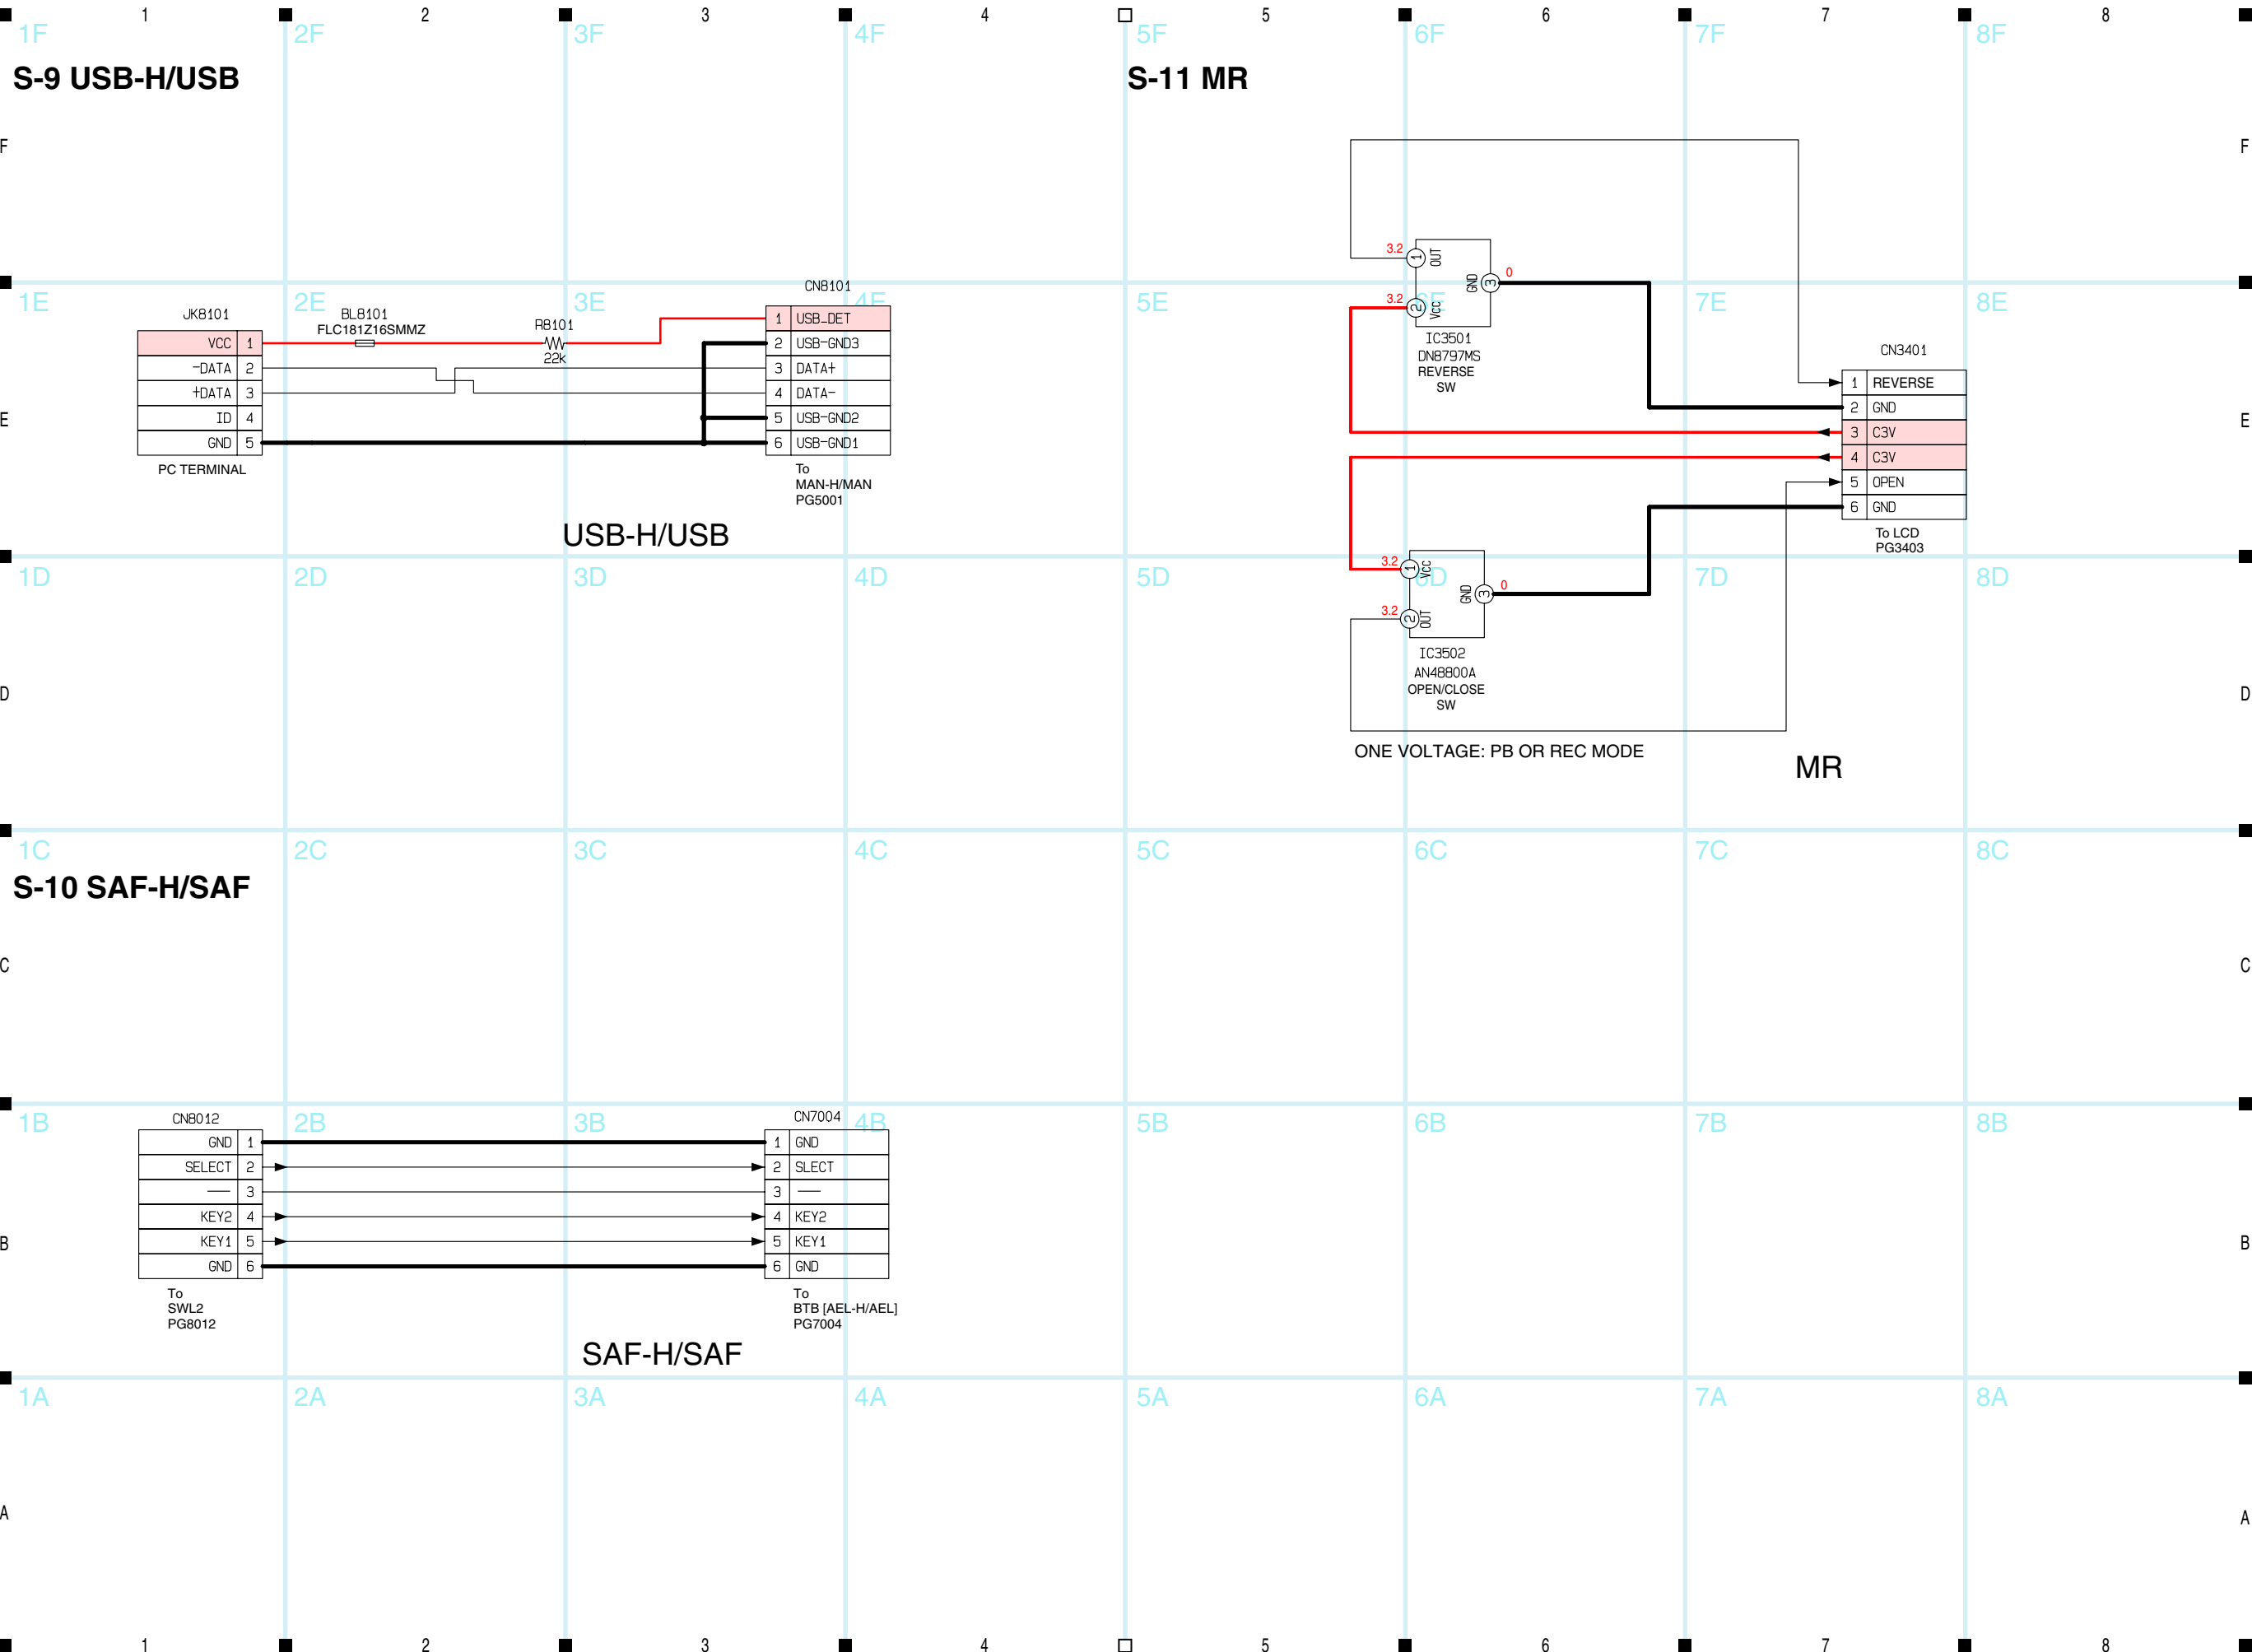 1
2
3
4
5
6
7
8
1F
2F
3F
4F
5F
6F
7F
8F
S-9 USB-H/USB
S-11 MR
F
F
3.2
1
OUT
GND
3
0
3.2
2
Vcc
IC3501
DN8797MS
REVERSE
SW
1E
2E
3E
4E
5E
6E
7E
8E
JK8101
VCC 1
-DATA 2
+DATA 3
ID 4
GND 5
PC TERMINAL
BL8101
FLC181Z16SMMZ
R8101
22k
CN8101
1 USB_DET
2 USB-GND3
3 DATA+
4 DATA-
5 USB-GND2
6 USB-GND1
To
MAN-H/MAN
PG5001
USB-H/USB
CN3401
1 REVERSE
2 GND
3 C3V
4 C3V
5 OPEN
6 GND
To LCD
PG3403
E
E
1D
2D
3D
4D
5D
6D
7D
8D
3.2
1
VCC
GND
3
0
3.2
2
OUT
IC3502
AN48800A
OPEN/CLOSE
SW
D
D
ONE VOLTAGE: PB OR REC MODE
MR
1C
2C
3C
4C
5C
6C
7C
8C
S-10 SAF-H/SAF
C
C
1B
2B
3B
4B
5B
6B
7B
8B
CN8012
GND 1
SELECT 2
— 3
KEY2 4
KEY1 5
GND 6
To
SWL2
PG8012
CN7004
1 GND
2 SLECT
3 —
4 KEY2
5 KEY1
6 GND
To
BTB [AEL-H/AEL]
PG7004
B
B
SAF-H/SAF
1A
2A
3A
4A
5A
6A
7A
8A
A
A
1
2
3
4
5
6
7
8